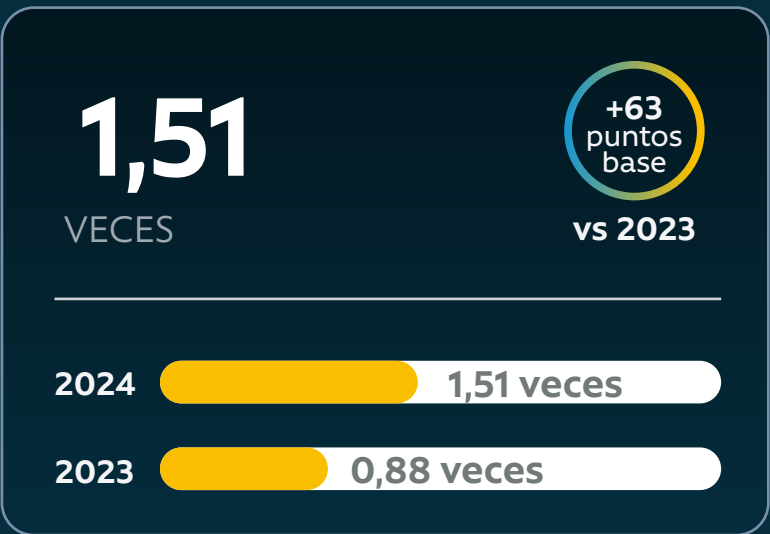 1,51
VECES
+63
puntos
base
vs 2023
2024
1,51 veces
2023
0,88 veces